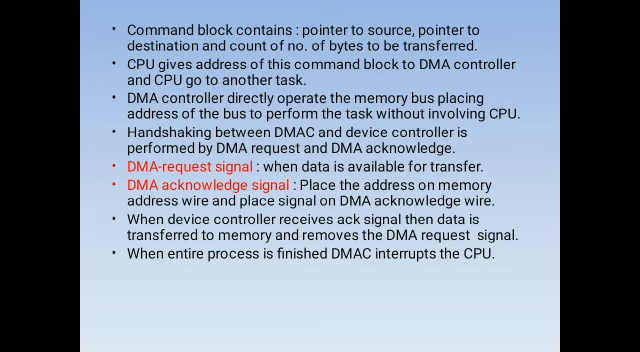 • Command block contains : pointer to source, pointer to
destination and count of no. of bytes to be transferred.
• CPU gives address of this command block to DMA controller
and CPU go to another task.
• DMA controller directly operate the memory bus placing
address of the bus to perform the task without involving CPU.
• Handshaking between DMAC and device controller is
performed by DMA request and DMA acknowledge.
• DMA-request signal : when data is available for transfer.
• DMA acknowledge signal : Place the address on memory
address wire and place signal on DMA acknowledge wire.
• When device controller receives ack signal then data is
transferred to memory and removes the DMA request signal.
• When entire process is finished DMAC interrupts the CPU.